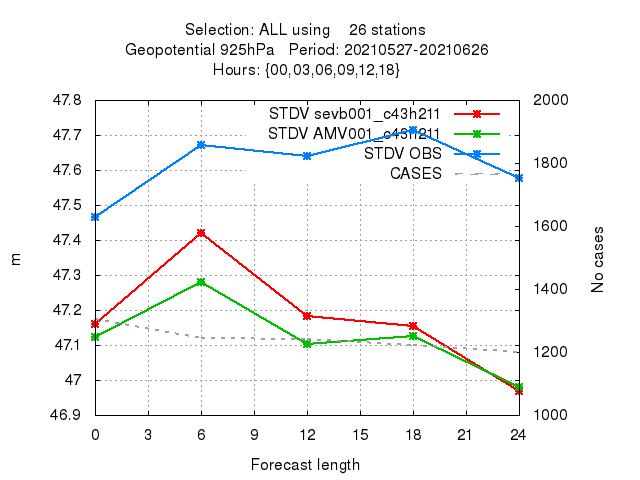 Selection: ALL using    26 stations
Geopotential 925hPa   Period: 20210527-20210626
Hours: {00,03,06,09,12,18}
47.8
47.7
47.6
47.5
47.4
47.3
47.2
47.1
47
46.9
m
STDV sevb001_c43h211
STDV AMV001_c43h211
STDV OBS
CASES
2000
1800
1600
1400
1200
1000
No cases
0 3 6 9 12 15 18 21 24
Forecast length